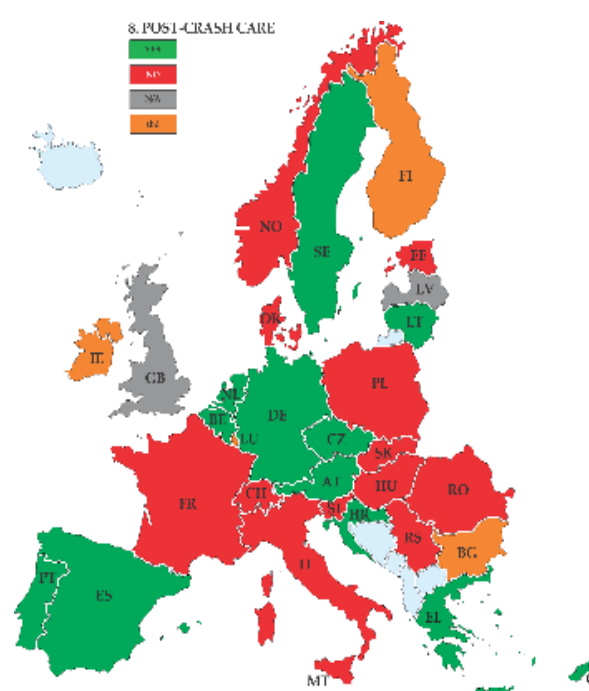 8. POST-CRASH CARE
YES
NO
N/A
FI
NO
SE
EE
LV
DK
LT
IE
GB
PL
NL
DE
BE
LU
CZ
SK
AT
HU
FR
CH
RO
SI
HR
RS
BG
IT
PT
ES
EL
MT